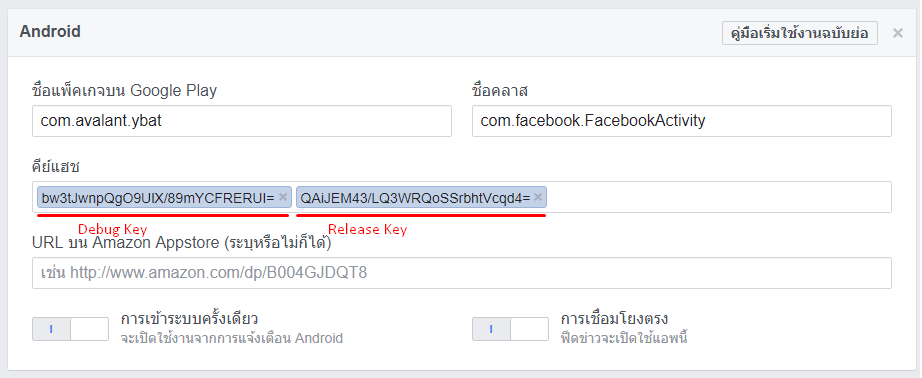 Android
คู่มือเริ่มใช้งานฉบับย่อ
ชื่อแพ็คเกจบน Google Play
ชื่อคลาส
com.avalant.ybat
com.facebook.FacebookActivity
คีย์แฮช
bw3tJwnpQgO9UIX/89mYCFRERUI=
QAiJEM43/LQ3WRQoSSrbhtVcqd4=
Debug Key
Release Key
URL บน Amazon Appstore (ระบุหรือไม่ก็ได้)
เช่น http://www.amazon.com/dp/B004GJDQT8
การเข้าระบบครั้งเดียว
จะเปิดใช้งานจากการแจ้งเตือน Android
การเชื่อมโยงตรง
ฟีดข่าวจะเปิดใช้แอพนี้